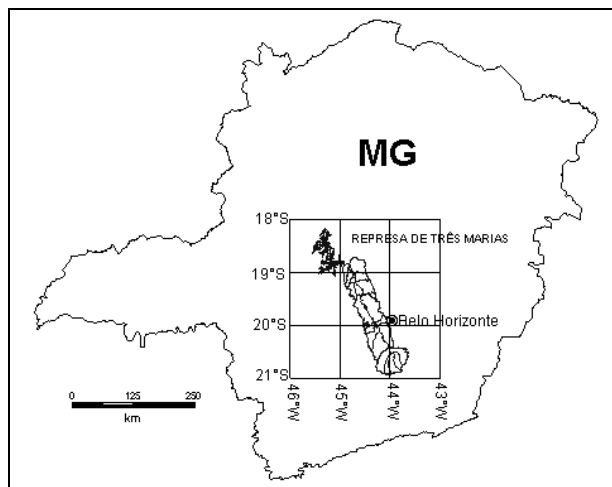 MG
18°S
REPRESA DE TRÊS MARIAS
19°S
Belo Horizonte
20°S
21°S
46°W
45°W
44°W
43°W
0 125 250
km